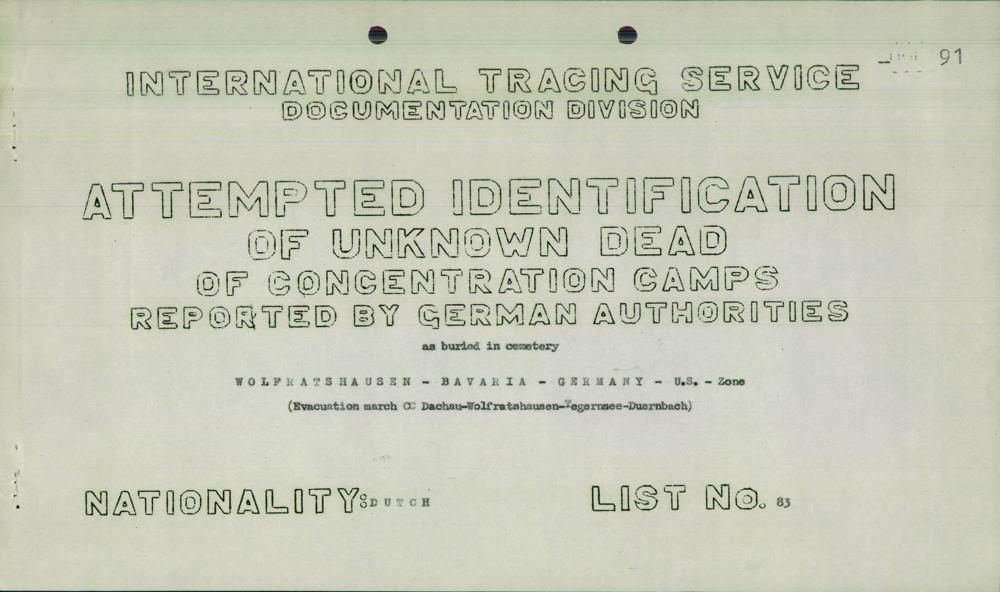 91
INTERNATIONAL TRACING SERVICE
DOCUMENTATION DIVISION
ATTEMPTED IDENTIFICATION
OF UNKNOWN DEAD
OF CONCENTRATION CAMPS
REPORTED BY GERMAN AUTHORITIES
as buried in cemetery
WOLFRATSHAUSEN - BAVARIA - GERMANY - U.S. - Zone
(Evacuation march CC Dachau-Wolfratshausen-Tegernsee-Duernbach)
NATIONALITY: DUTCH
LIST No. 83